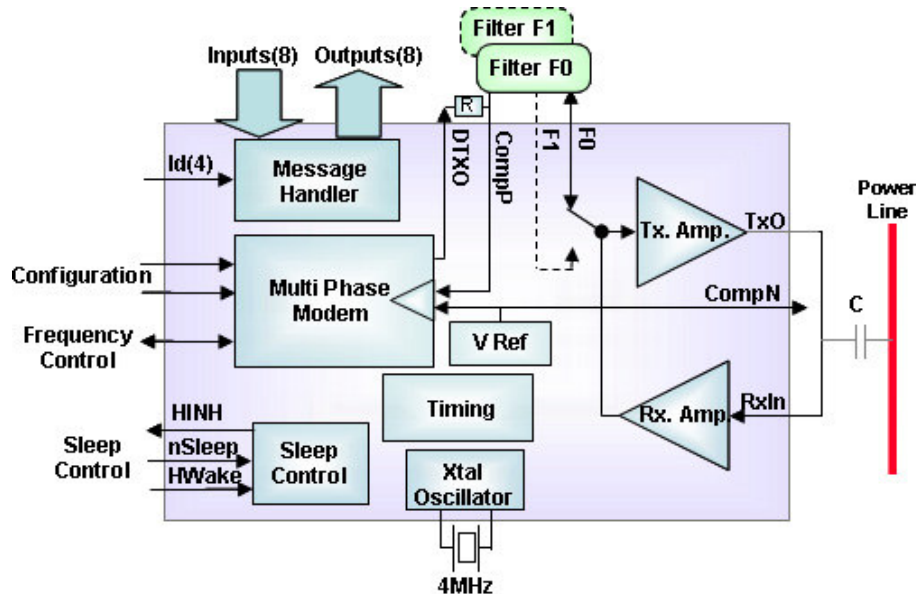 Filter F1
Filter F0
Inputs(8)
Outputs(8)
R
DTXO
CompP
F1
F0
Id(4)
Message
Handler
Power
Line
Tx. Amp.
TxO
Configuration
Multi Phase
Modem
CompN
C
V Ref
Frequency
Control
Timing
Rx. Amp.
RxIn
HINH
nSleep
HWake
Sleep
Control
Sleep
Control
Xtal
Oscillator
4MHz